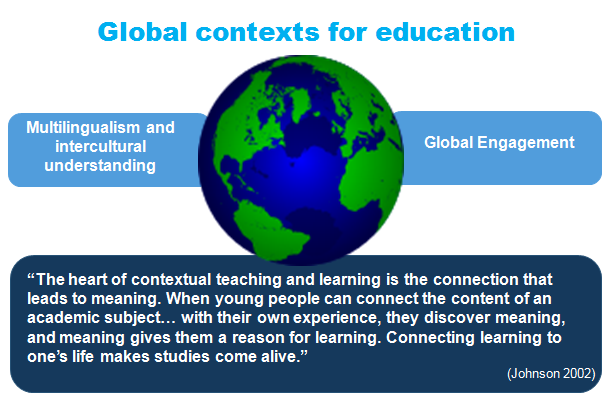 Global contexts for education
Multilingualism and
intercultural
understanding
Global Engagement
“The heart of contextual teaching and learning is the connection that
leads to meaning. When young people can connect the content of an
academic subject… with their own experience, they discover meaning,
and meaning gives them a reason for learning. Connecting learning to
one’s life makes studies come alive.”
(Johnson 2002)